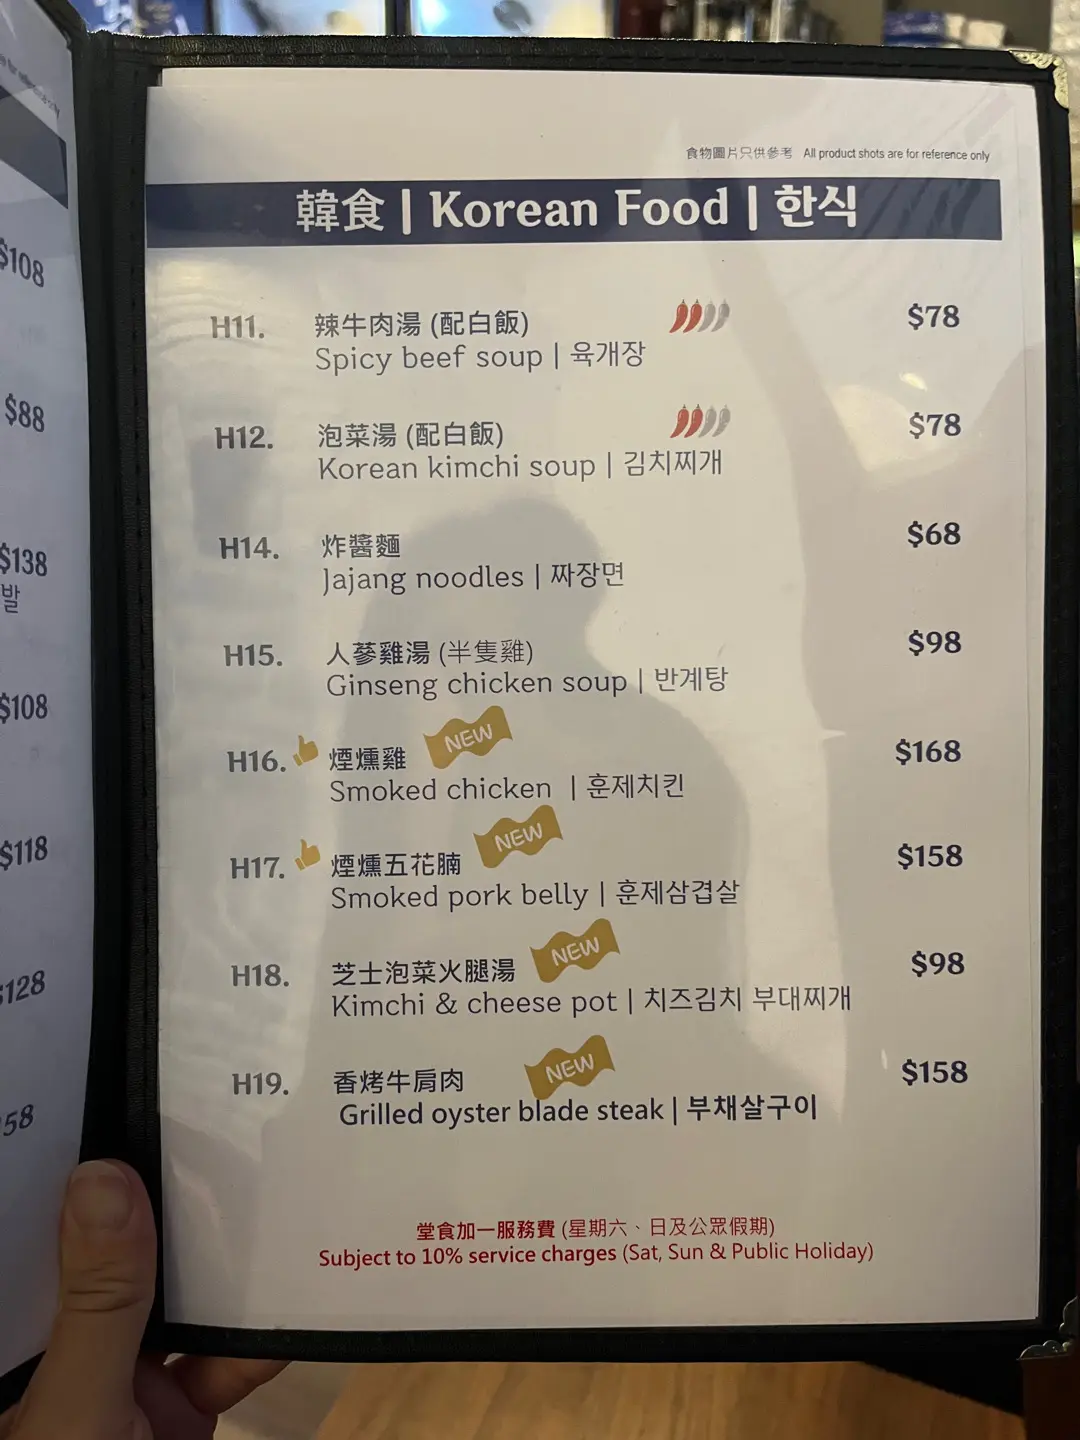 食物圖片只供參考 All product shots are for reference only
韓食 | Korean Food | 한식
H11. 辣牛肉湯 (配白飯) $78
Spicy beef soup | 육개장
H12. 泡菜湯 (配白飯) $78
Korean kimchi soup | 김치찌개
H14. 炸醬麵 $68
Jajang noodles | 짜장면
H15. 人蔘雞湯 (半隻雞) $98
Ginseng chicken soup | 반계탕
H16. 煙燻雞 NEW $168
Smoked chicken | 훈제치킨
H17. 煙燻五花腩 NEW $158
Smoked pork belly | 훈제삼겹살
H18. 芝士泡菜火腿湯 NEW $98
Kimchi & cheese pot | 치즈김치 부대찌개
H19. 香烤牛肩肉 NEW $158
Grilled oyster blade steak | 부채살구이
堂食加一服務費 (星期六、日及公眾假期)
Subject to 10% service charges (Sat, Sun & Public Holiday)
$108
$88
$138
발
$108
$118
$128
58